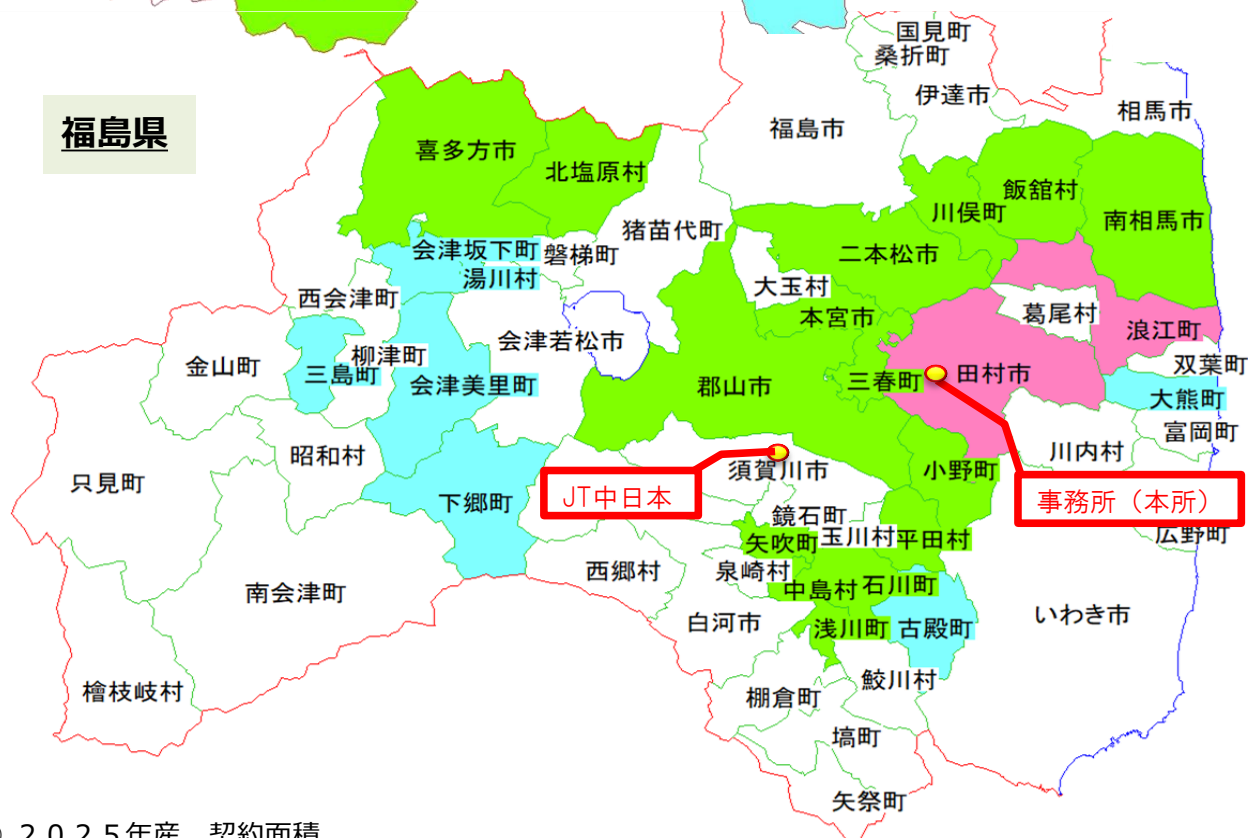 国見町
桑折町
伊達市
相馬市
福島県
福島市
喜多方市
北塩原村
飯舘村
川俣町
南相馬市
猪苗代町
二本松市
会津坂下町
磐梯町
湯川村
大玉村
西会津町
葛尾村
本宮市
浪江町
会津若松市
柳津町
双葉町
金山町
三島町
会津美里町
郡山市
三春町
田村市
大熊町
富岡町
昭和村
川内村
須賀川市
小野町
只見町
下郷町
JT中日本
事務所（本所）
鏡石町
広野町
矢吹町
玉川村
平田村
西郷村
泉崎村
中島村
石川町
南会津町
白河市
浅川町
古殿町
いわき市
檜枝岐村
鮫川村
棚倉町
塙町
矢祭町
２０２５年産　契約面積